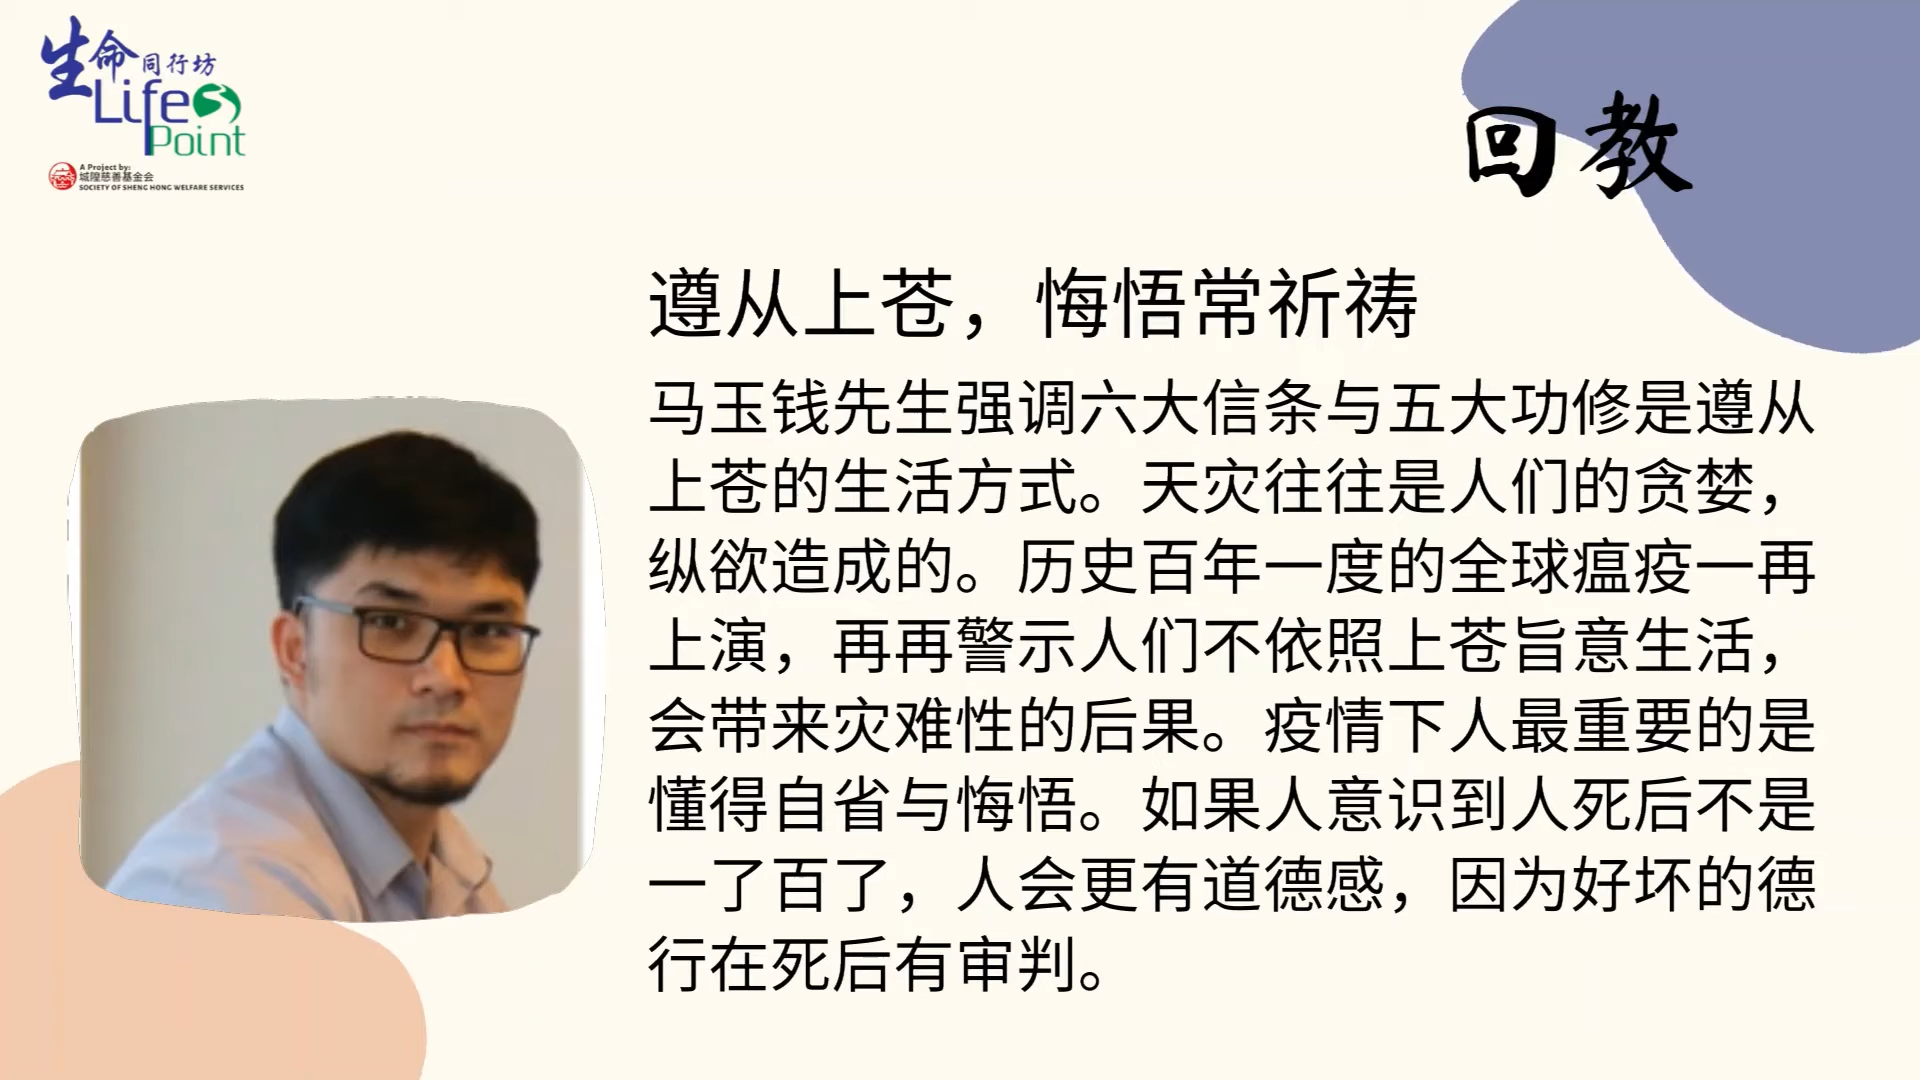 生命同行坊
Life
Point
A Project by:
城隍慈善基金会
SOCIETY OF SHENG HONG WELFARE SERVICES
回教
遵从上苍，悔悟常祈祷
马玉钱先生强调六大信条与五大功修是遵从
上苍的生活方式。天灾往往是人们的贪婪，
纵欲造成的。历史百年一度的全球瘟疫一再
上演，再再警示人们不依照上苍旨意生活，
会带来灾难性的后果。疫情下人最重要的是
懂得自省与悔悟。如果人意识到人死后不是
一了百了，人会更有道德感，因为好坏的德
行在死后有审判。